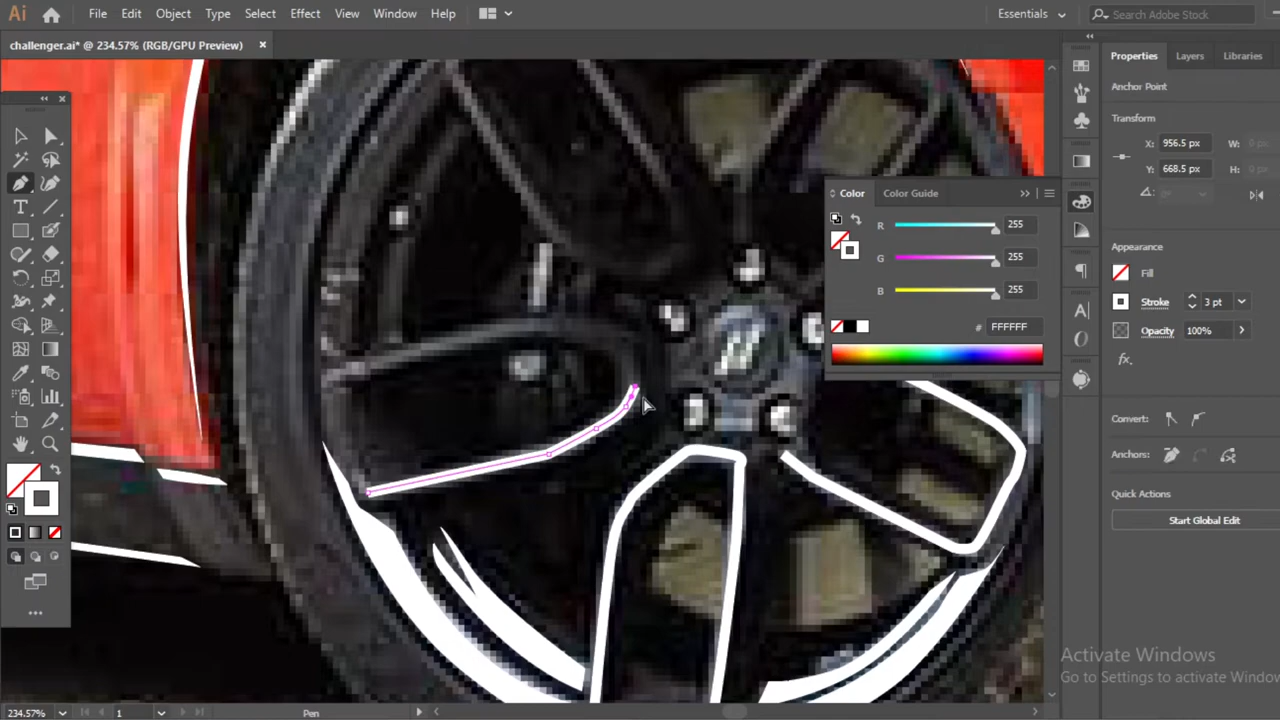 Ai File Edit Object Type Select Effect View Window Help Essentials Search Adobe Stock
challenger.ai* @ 234.57% (RGB/GPU Preview)
Properties Layers Libraries
Anchor Point
Transform
X: 956.5 px W: 0 px
Y: 668.5 px H: 0 px
Color Color Guide
R 255
G 255
B 255
# FFFFFF
Appearance
Fill
Stroke 3 pt
Opacity 100%
fx
Convert:
Anchors:
Quick Actions
Start Global Edit
Activate Windows
Go to Settings to activate Window
234.57% 1 Pen